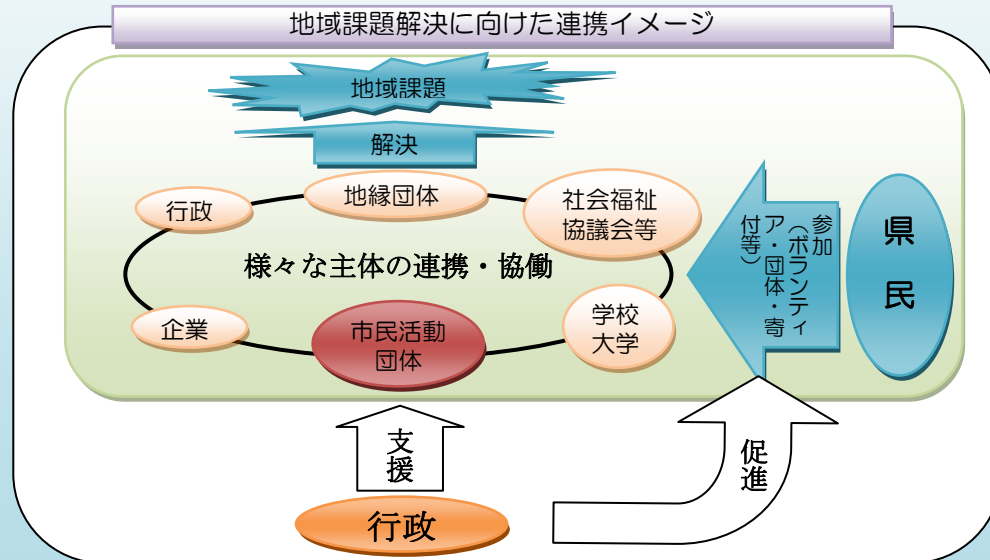 地域課題解決に向けた連携イメージ
地域課題
解決
行政
地縁団体
社会福祉
協議会等
様々な主体の連携・協働
企業
市民活動
団体
学校
大学
参加
（ボランティ
ア・団体・寄
付等）
県
民
支
援
促
進
行政